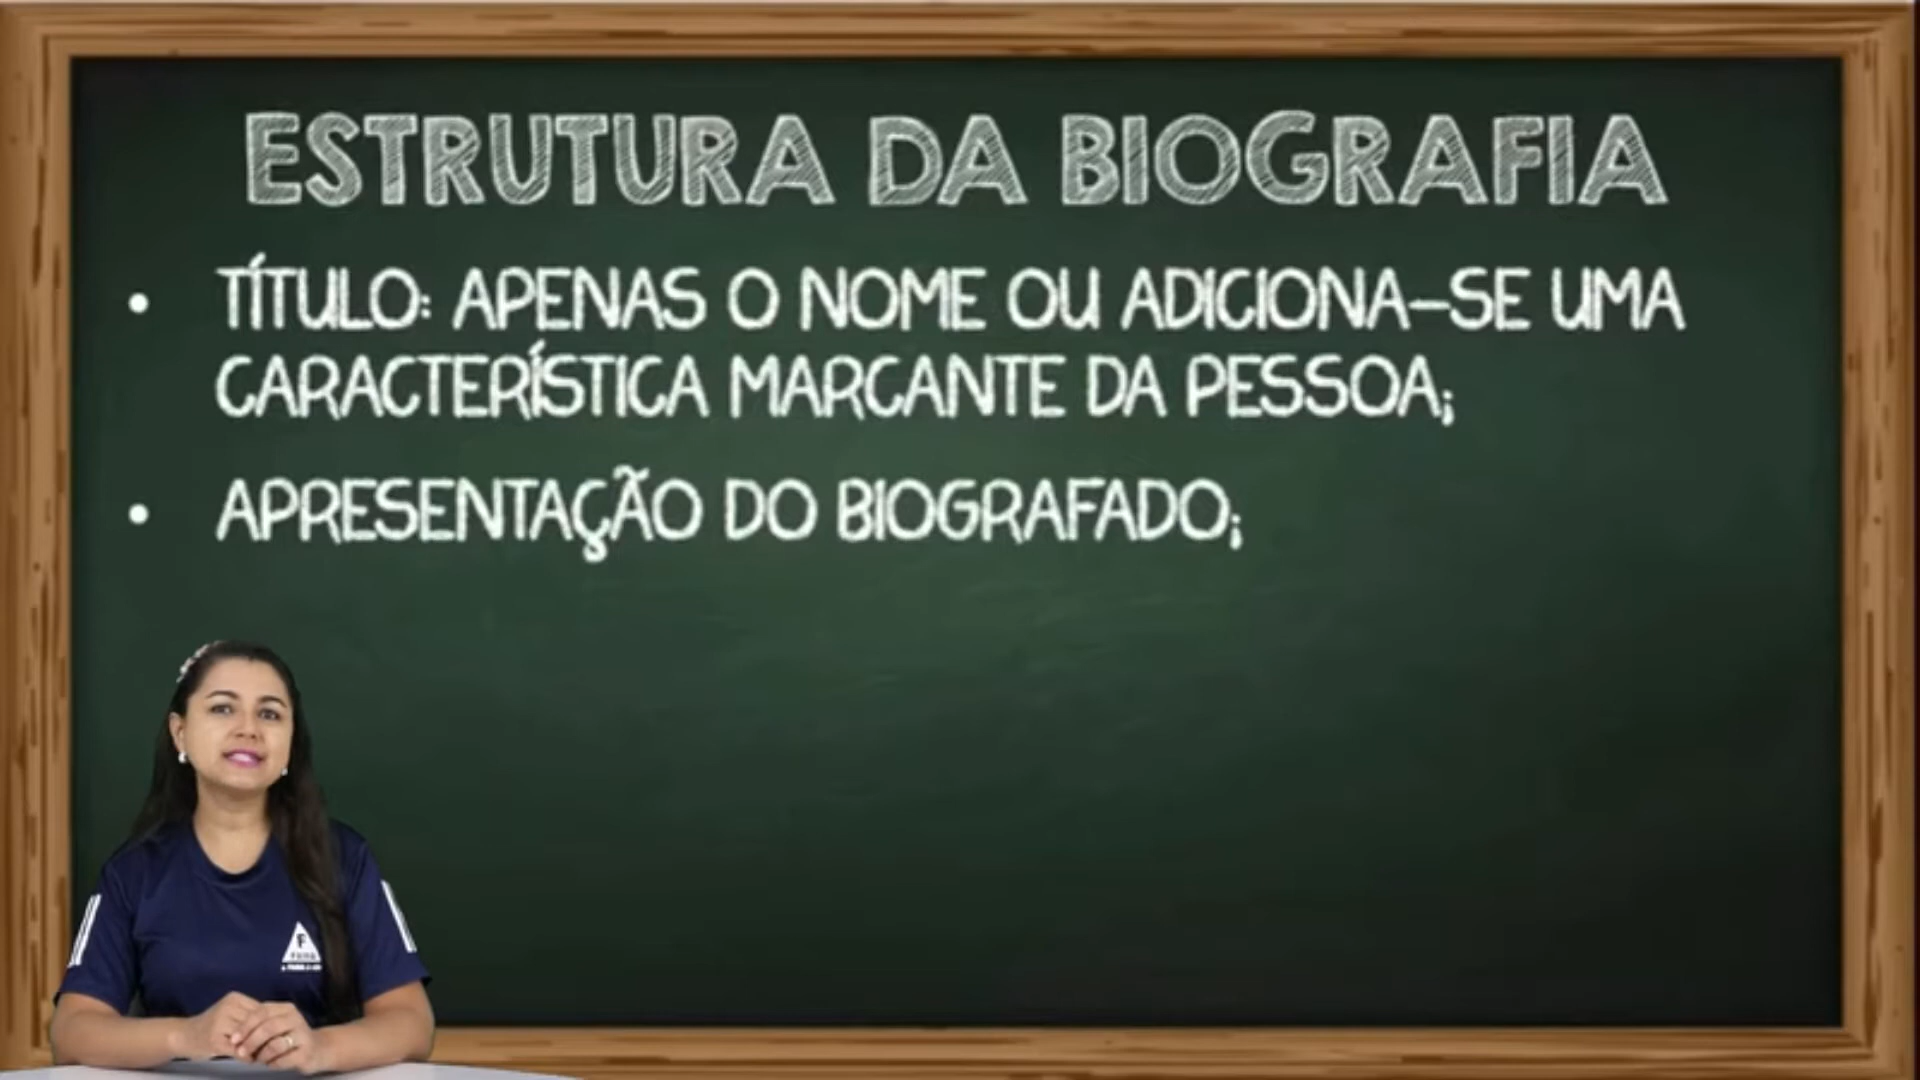 ESTRUTURA DA BIOGRAFIA
• TÍTULO: APENAS O NOME OU ADICIONA-SE UMA
CARACTERÍSTICA MARCANTE DA PESSOA;
• APRESENTAÇÃO DO BIOGRAFADO;
F